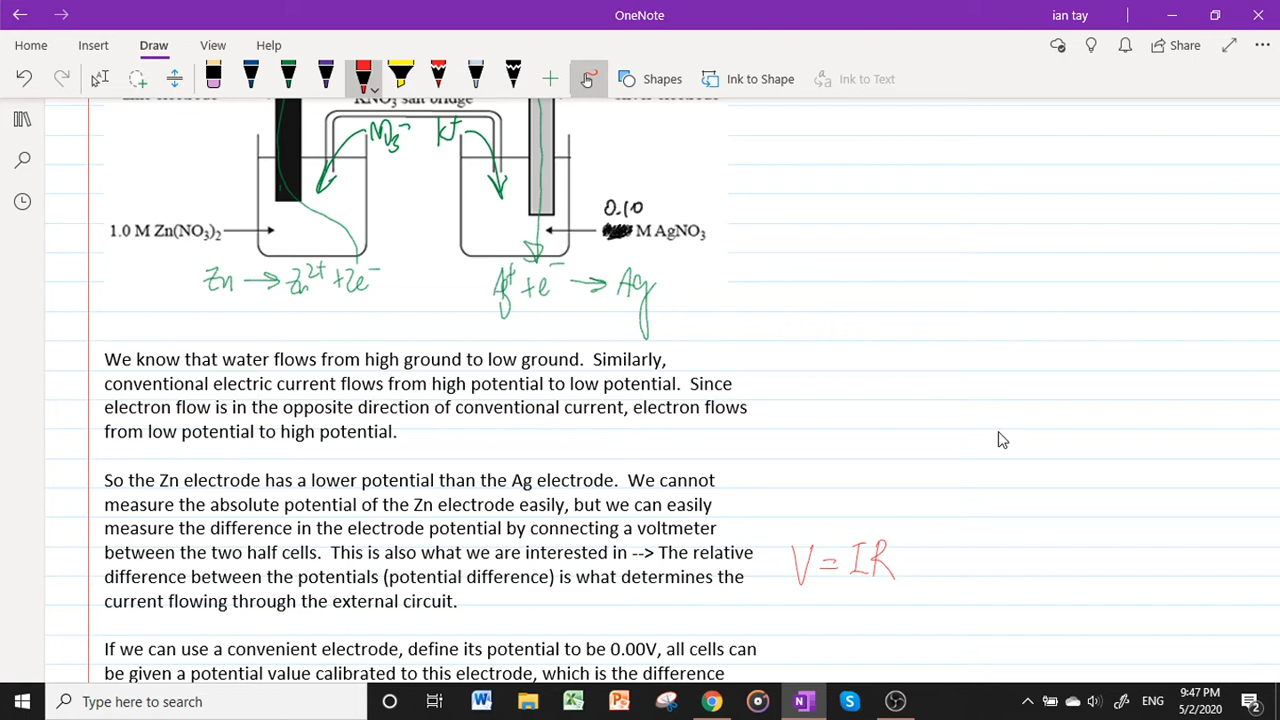 OneNote
ian tay
Home Insert Draw View Help
Share
Shapes
Ink to Shape
Ink to Text
KNO₃ salt bridge
NO₃⁻ K⁺
0.10
1.0 M Zn(NO₃)₂
M AgNO₃
Zn → Zn²⁺ + 2e⁻
Ag⁺ + e⁻ → Ag
We know that water flows from high ground to low ground. Similarly,
conventional electric current flows from high potential to low potential. Since
electron flow is in the opposite direction of conventional current, electron flows
from low potential to high potential.
So the Zn electrode has a lower potential than the Ag electrode. We cannot
measure the absolute potential of the Zn electrode easily, but we can easily
measure the difference in the electrode potential by connecting a voltmeter
between the two half cells. This is also what we are interested in --> The relative
difference between the potentials (potential difference) is what determines the
current flowing through the external circuit.
V = IR
If we can use a convenient electrode, define its potential to be 0.00V, all cells can
be given a potential value calibrated to this electrode, which is the difference
Type here to search
ENG
9:47 PM
5/2/2020
2